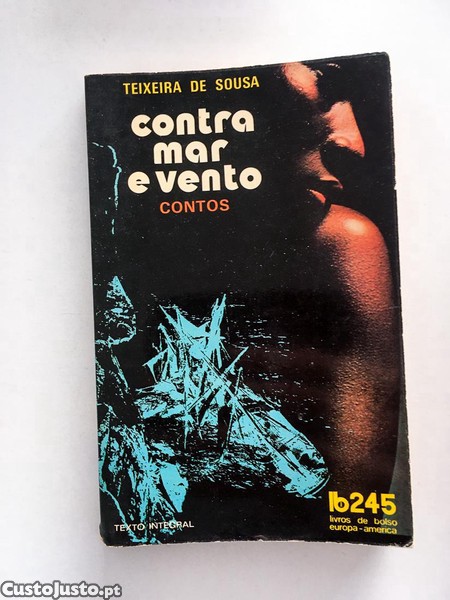 TEIXEIRA DE SOUSA
contra
mar
e vento
CONTOS
TEXTO INTEGRAL
lb245
livros de bolso
europa-america
CustoJusto.pt